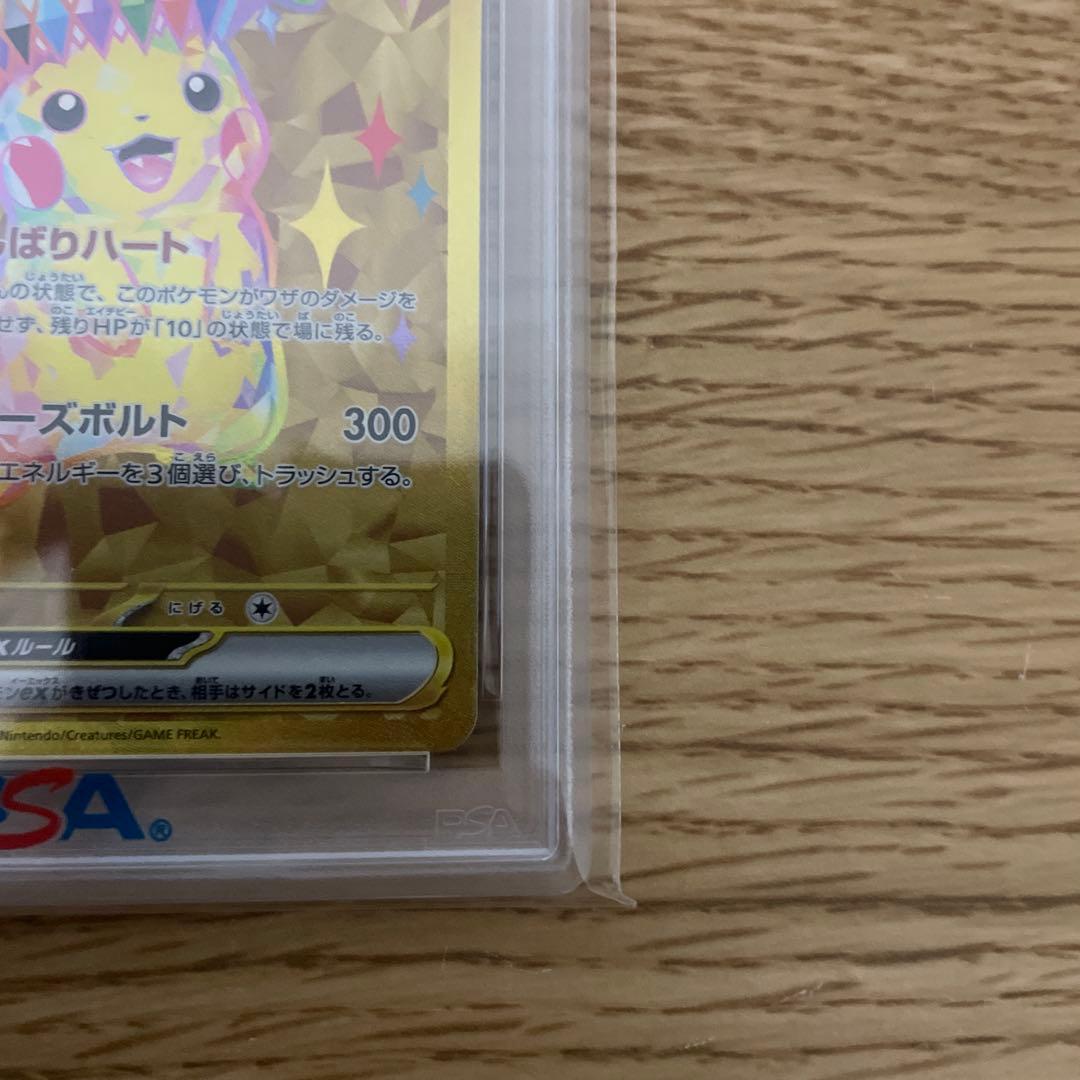 ばりハート
の状態で、このポケモンがワザのダメージを
せず、残りHPが「10」の状態で場に残る。
ーズボルト 300
エネルギーを3個選び、トラッシュする。
にげる
ルール
ンexがきぜつしたとき、相手はサイドを2枚とる。
Nintendo/Creatures/GAME FREAK.
PSA®
PSA